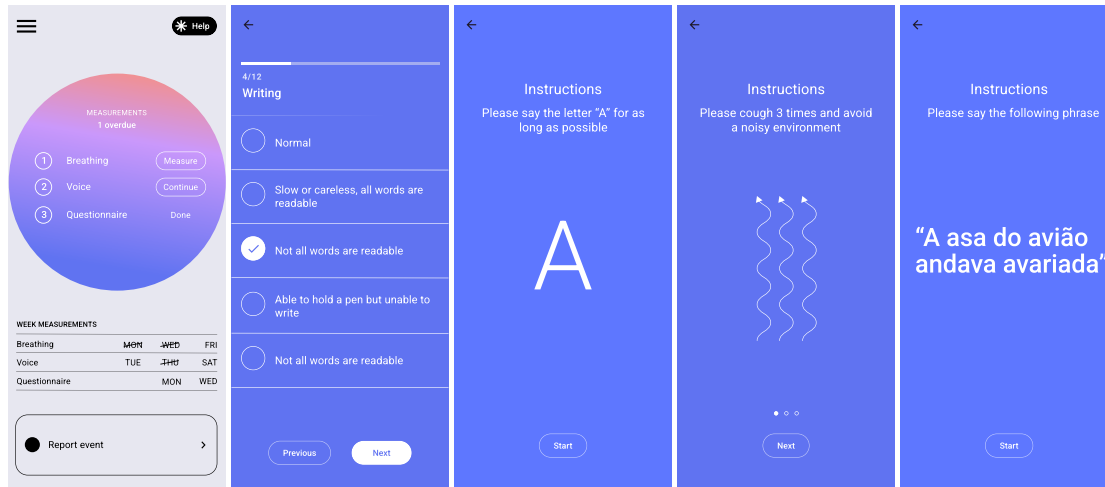 Help
MEASUREMENTS
1 overdue
1 Breathing Measure
2 Voice Continue
3 Questionnaire Done
WEEK MEASUREMENTS
Breathing MON WED FRI
Voice TUE THU SAT
Questionnaire MON WED
Report event
4/12
Writing
Normal
Slow or careless, all words are
readable
Not all words are readable
Able to hold a pen but unable to
write
Not all words are readable
Previous Next
Instructions
Please say the letter “A” for as
long as possible
A
Start
Instructions
Please cough 3 times and avoid
a noisy environment
Next
Instructions
Please say the following phrase
“A asa do avião
andava avariada”
Start